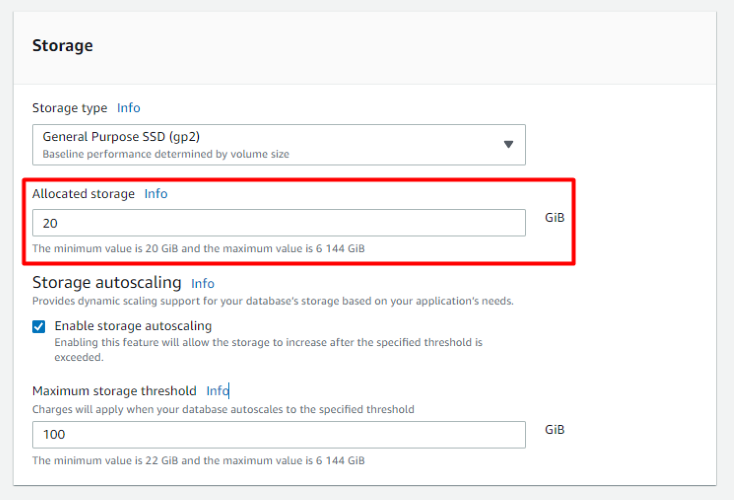 Storage
Storage type Info
General Purpose SSD (gp2)
Baseline performance determined by volume size
Allocated storage Info
20
GiB
The minimum value is 20 GiB and the maximum value is 6 144 GiB
Storage autoscaling Info
Provides dynamic scaling support for your database's storage based on your application's needs.
Enable storage autoscaling
Enabling this feature will allow the storage to increase after the specified threshold is
exceeded.
Maximum storage threshold Info
Charges will apply when your database autoscales to the specified threshold
100
GiB
The minimum value is 22 GiB and the maximum value is 6 144 GiB